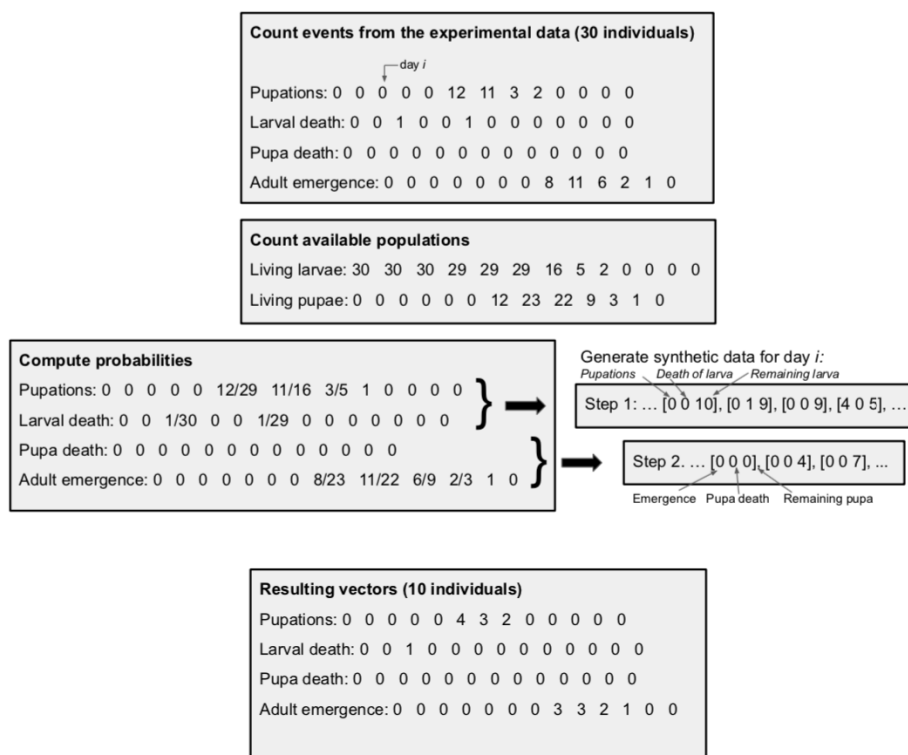 Count events from the experimental data (30 individuals)
day i
Pupations: 0 0 0 0 0 12 11 3 2 0 0 0 0
Larval death: 0 0 1 0 0 1 0 0 0 0 0 0 0
Pupa death: 0 0 0 0 0 0 0 0 0 0 0 0 0
Adult emergence: 0 0 0 0 0 0 0 8 11 6 2 1 0
Count available populations
Living larvae: 30 30 30 29 29 29 16 5 2 0 0 0 0
Living pupae: 0 0 0 0 0 0 12 23 22 9 3 1 0
Compute probabilities
Pupations: 0 0 0 0 0 12/29 11/16 3/5 1 0 0 0 0
Larval death: 0 0 1/30 0 0 1/29 0 0 0 0 0 0 0
Pupa death: 0 0 0 0 0 0 0 0 0 0 0 0 0
Adult emergence: 0 0 0 0 0 0 0 8/23 11/22 6/9 2/3 1 0
Generate synthetic data for day i:
Pupations Death of larva Remaining larva
Step 1: ... [0 0 10], [0 1 9], [0 0 9], [4 0 5], ...
Step 2. ... [0 0 0], [0 0 4], [0 0 7], ...
Emergence Pupa death Remaining pupa
Resulting vectors (10 individuals)
Pupations: 0 0 0 0 0 4 3 2 0 0 0 0 0
Larval death: 0 0 1 0 0 0 0 0 0 0 0 0 0
Pupa death: 0 0 0 0 0 0 0 0 0 0 0 0 0
Adult emergence: 0 0 0 0 0 0 0 3 3 2 1 0 0